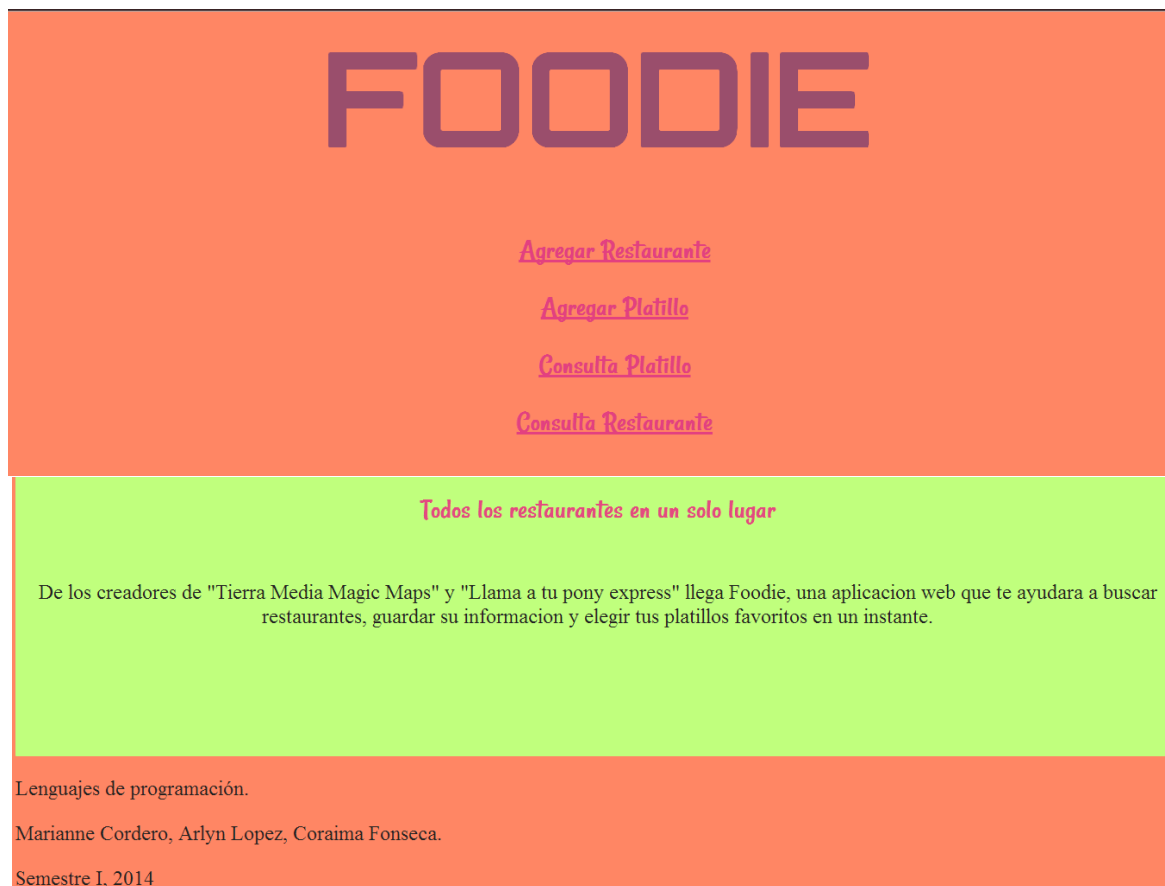 FOODIE
Agregar Restaurante
Agregar Platillo
Consulta Platillo
Consulta Restaurante
Todos los restaurantes en un solo lugar
De los creadores de "Tierra Media Magic Maps" y "Llama a tu pony express" llega Foodie, una aplicacion web que te ayudara a buscar
restaurantes, guardar su informacion y elegir tus platillos favoritos en un instante.
Lenguajes de programación.
Marianne Cordero, Arlyn Lopez, Coraima Fonseca.
Semestre I, 2014